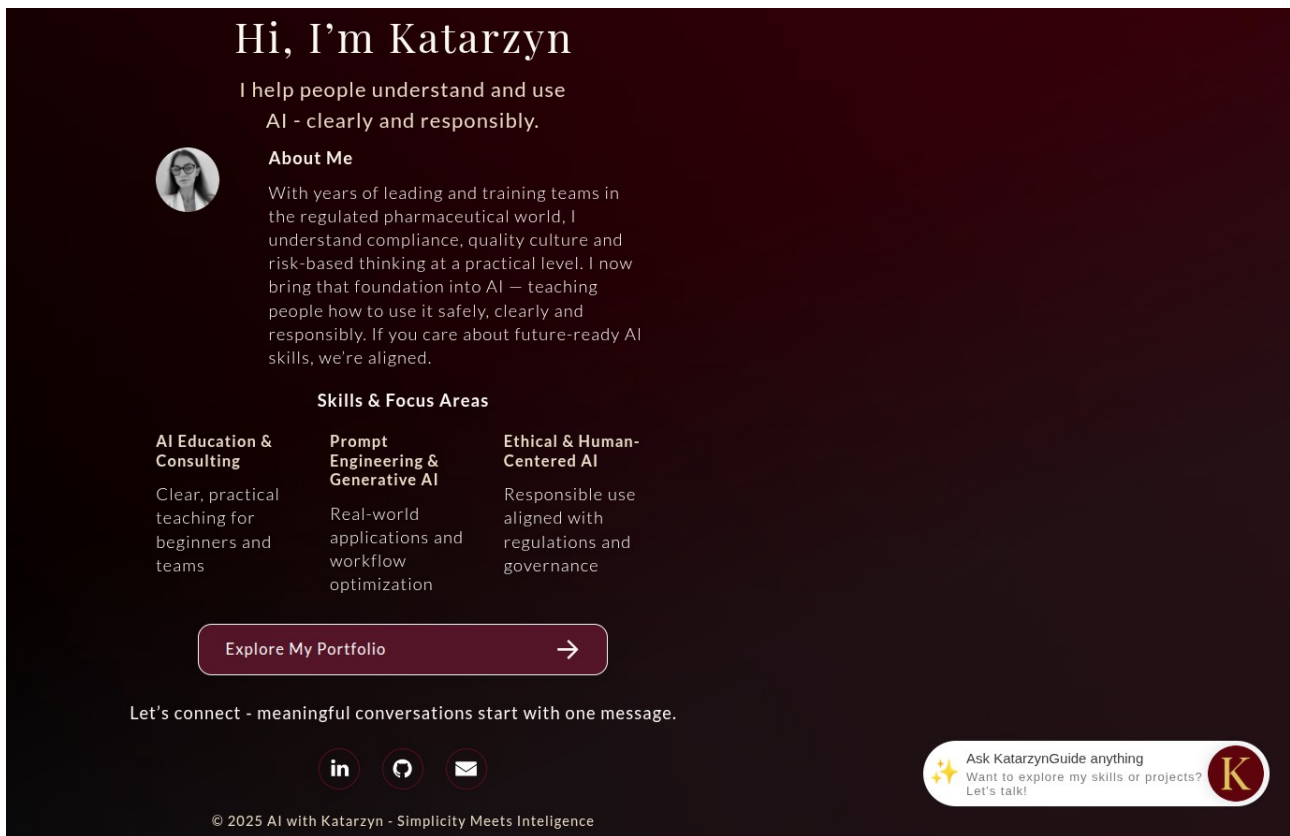 Hi, I’m Katarzyn
I help people understand and use
AI - clearly and responsibly.
About Me
With years of leading and training teams in
the regulated pharmaceutical world, I
understand compliance, quality culture and
risk-based thinking at a practical level. I now
bring that foundation into AI — teaching
people how to use it safely, clearly and
responsibly. If you care about future-ready AI
skills, we’re aligned.
Skills & Focus Areas
AI Education &
Consulting
Clear, practical
teaching for
beginners and
teams
Prompt
Engineering &
Generative AI
Real-world
applications and
workflow
optimization
Ethical & Human-
Centered AI
Responsible use
aligned with
regulations and
governance
Explore My Portfolio
Let’s connect - meaningful conversations start with one message.
in
© 2025 AI with Katarzyn - Simplicity Meets Inteligence
Ask KatarzynGuide anything
Want to explore my skills or projects?
Let's talk!
K